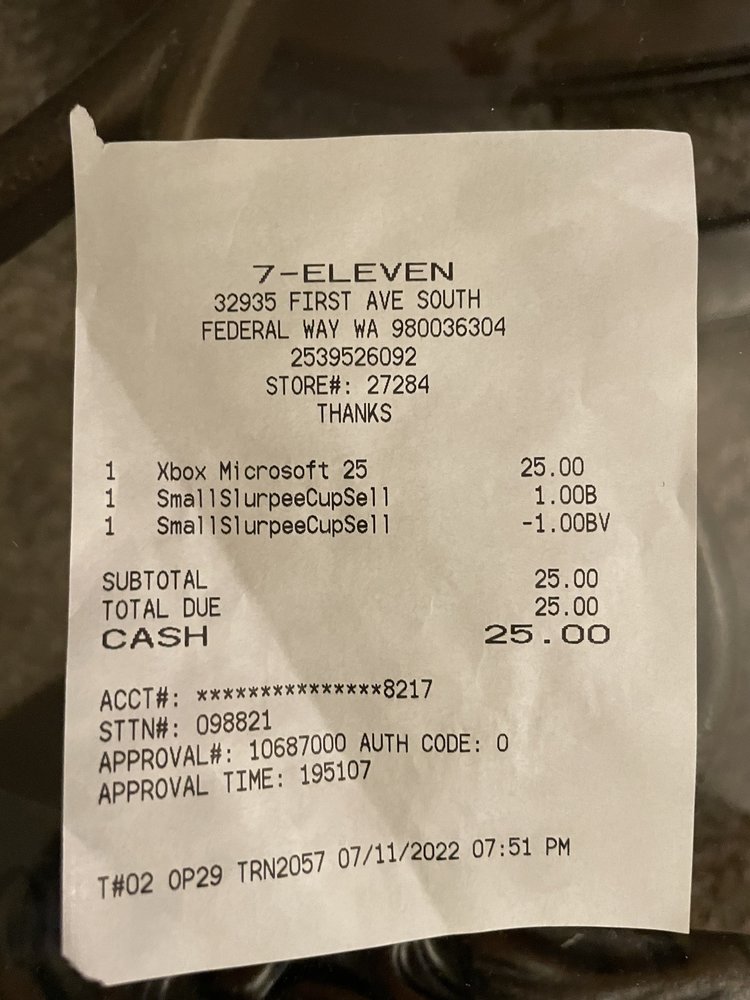 7-ELEVEN
32935 FIRST AVE SOUTH
FEDERAL WAY WA 980036304
2539526092
STORE#: 27284
THANKS
1 Xbox Microsoft 25 25.00
1 SmallSlurpeeCupSell 1.00B
1 SmallSlurpeeCupSell -1.00BV
SUBTOTAL 25.00
TOTAL DUE 25.00
CASH 25.00
ACCT#: ***************8217
STTN#: 098821
APPROVAL#: 10687000 AUTH CODE: 0
APPROVAL TIME: 195107
T#02 OP29 TRN2057 07/11/2022 07:51 PM